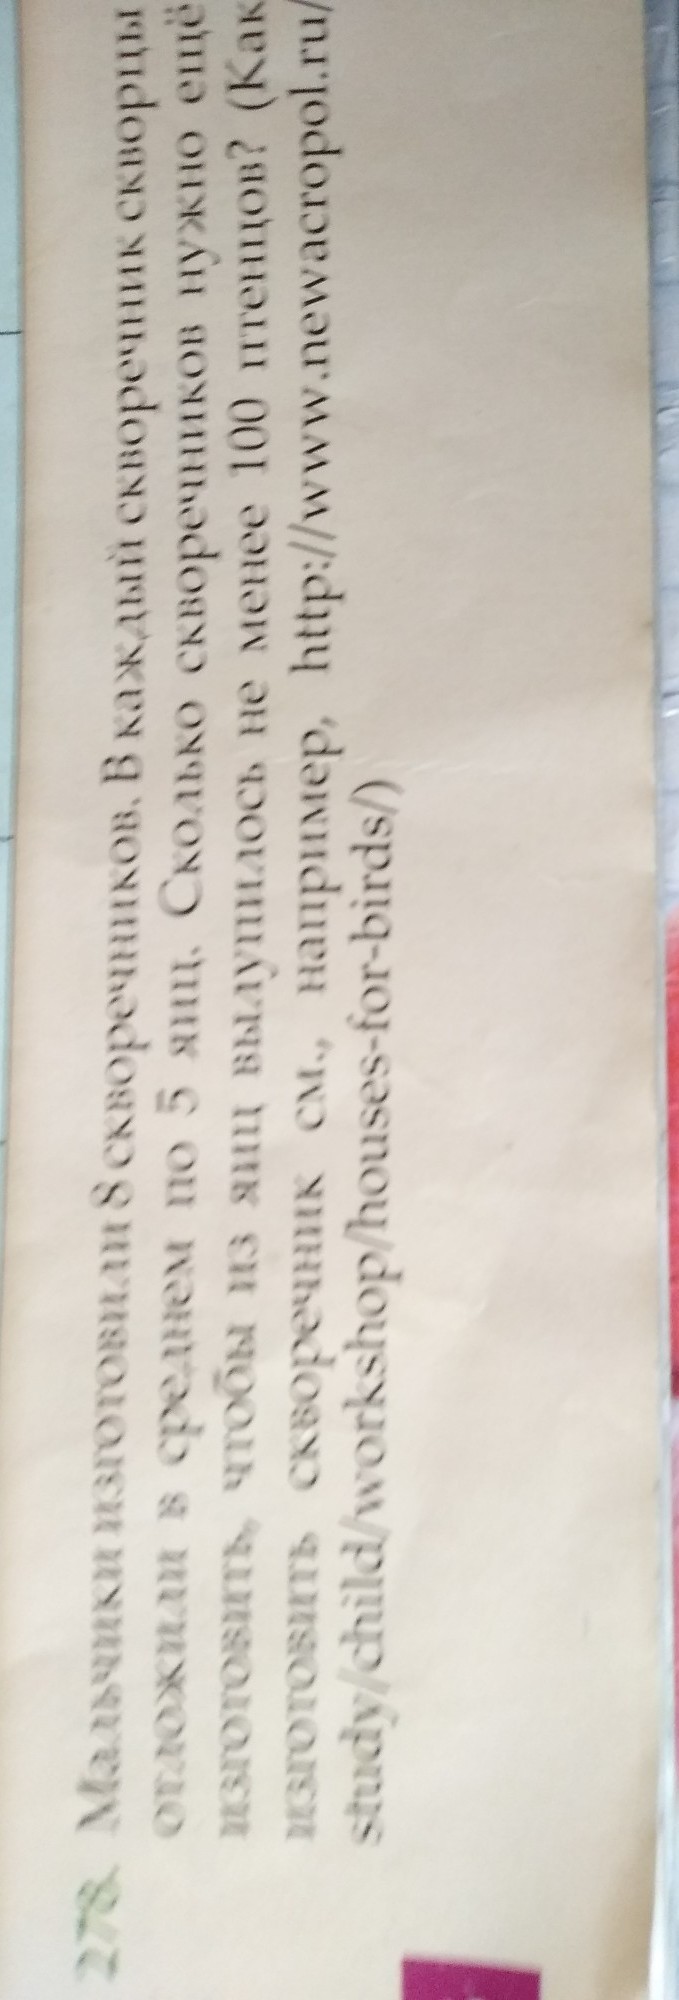 278. Мальчики изготовили 8 скворечников. В каждый скворечник скворцы
отложили в среднем по 5 яиц. Сколько скворечников нужно ещё
изготовить, чтобы из яиц вылупилось не менее 100 птенцов? (Как
изготовить скворечник см., например, http://www.newacropol.ru/
study/child/workshop/houses-for-birds/)